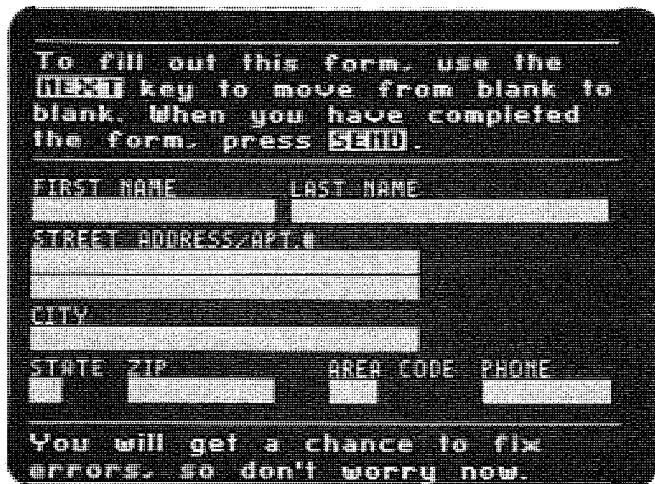 To fill out this form, use the
NEXT key to move from blank to
blank. When you have completed
the form, press SEND.
FIRST NAME LAST NAME
STREET ADDRESS/APT.#
CITY
STATE ZIP AREA CODE PHONE
You will get a chance to fix
errors, so don't worry now.